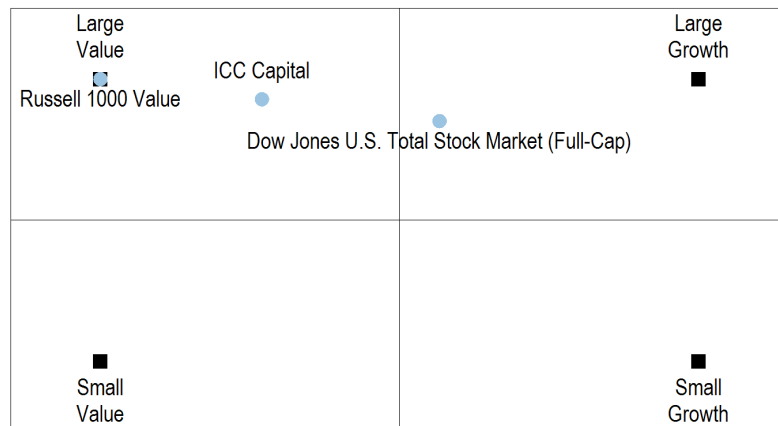 Large
Value
Large
Growth
ICC Capital
Russell 1000 Value
Dow Jones U.S. Total Stock Market (Full-Cap)
Small
Value
Small
Growth